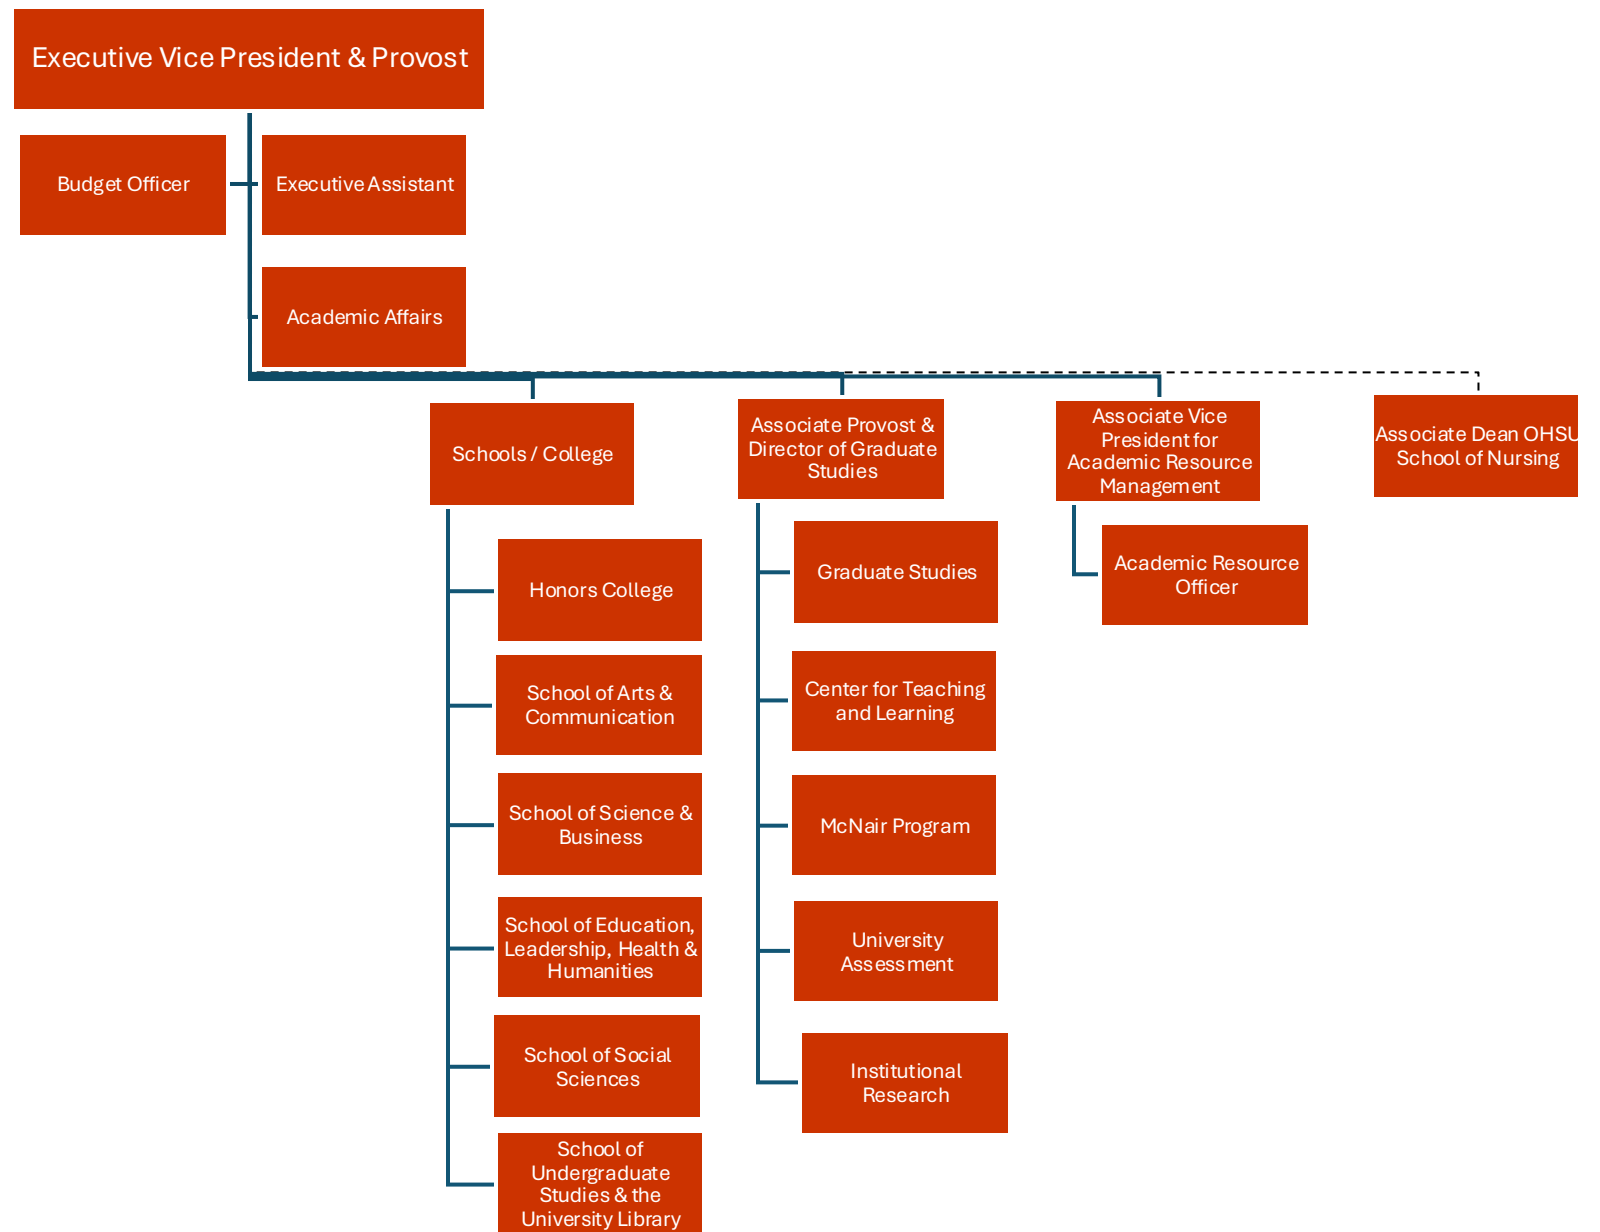 Executive Vice President & Provost
Budget Officer
Executive Assistant
Academic Affairs
Schools / College
Honors College
School of Arts &
Communication
School of Science &
Business
School of Education,
Leadership, Health &
Humanities
School of Social
Sciences
School of
Undergraduate
Studies & the
University Library
Associate Provost &
Director of Graduate
Studies
Graduate Studies
Center for Teaching
and Learning
McNair Program
University
Assessment
Institutional
Research
Associate Vice
President for
Academic Resource
Management
Academic Resource
Officer
Associate Dean OHSU
School of Nursing